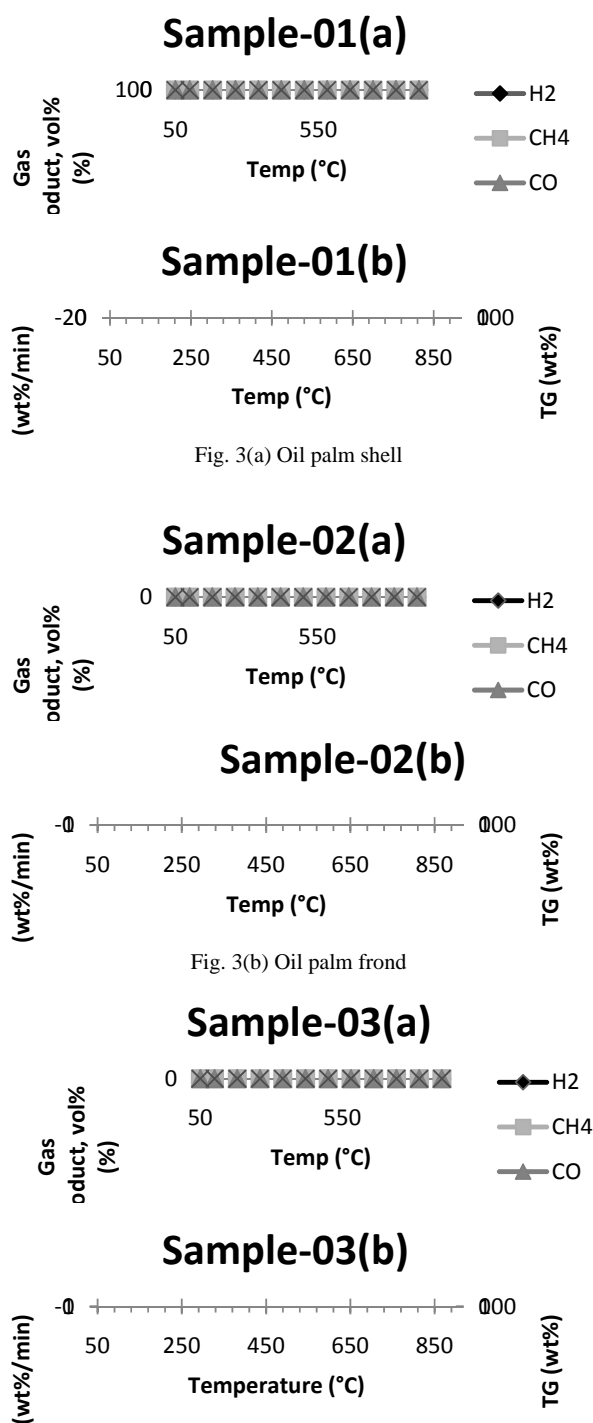 Sample-01(a)
100
50 550
Temp (°C)
Gas
oduct, vol%
(%)
H2
CH4
CO
Sample-01(b)
-20
50 250 450 650 850
Temp (°C)
(wt%/min)
TG (wt%)
Fig. 3(a) Oil palm shell
Sample-02(a)
0
50 550
Temp (°C)
Gas
oduct, vol%
(%)
H2
CH4
CO
Sample-02(b)
50 250 450 650 850
Temp (°C)
(wt%/min)
TG (wt%)
Fig. 3(b) Oil palm frond
Sample-03(a)
0
50 550
Temp (°C)
Gas
oduct, vol%
(%)
H2
CH4
CO
Sample-03(b)
50 250 450 650 850
Temperature (°C)
(wt%/min)
TG (wt%)